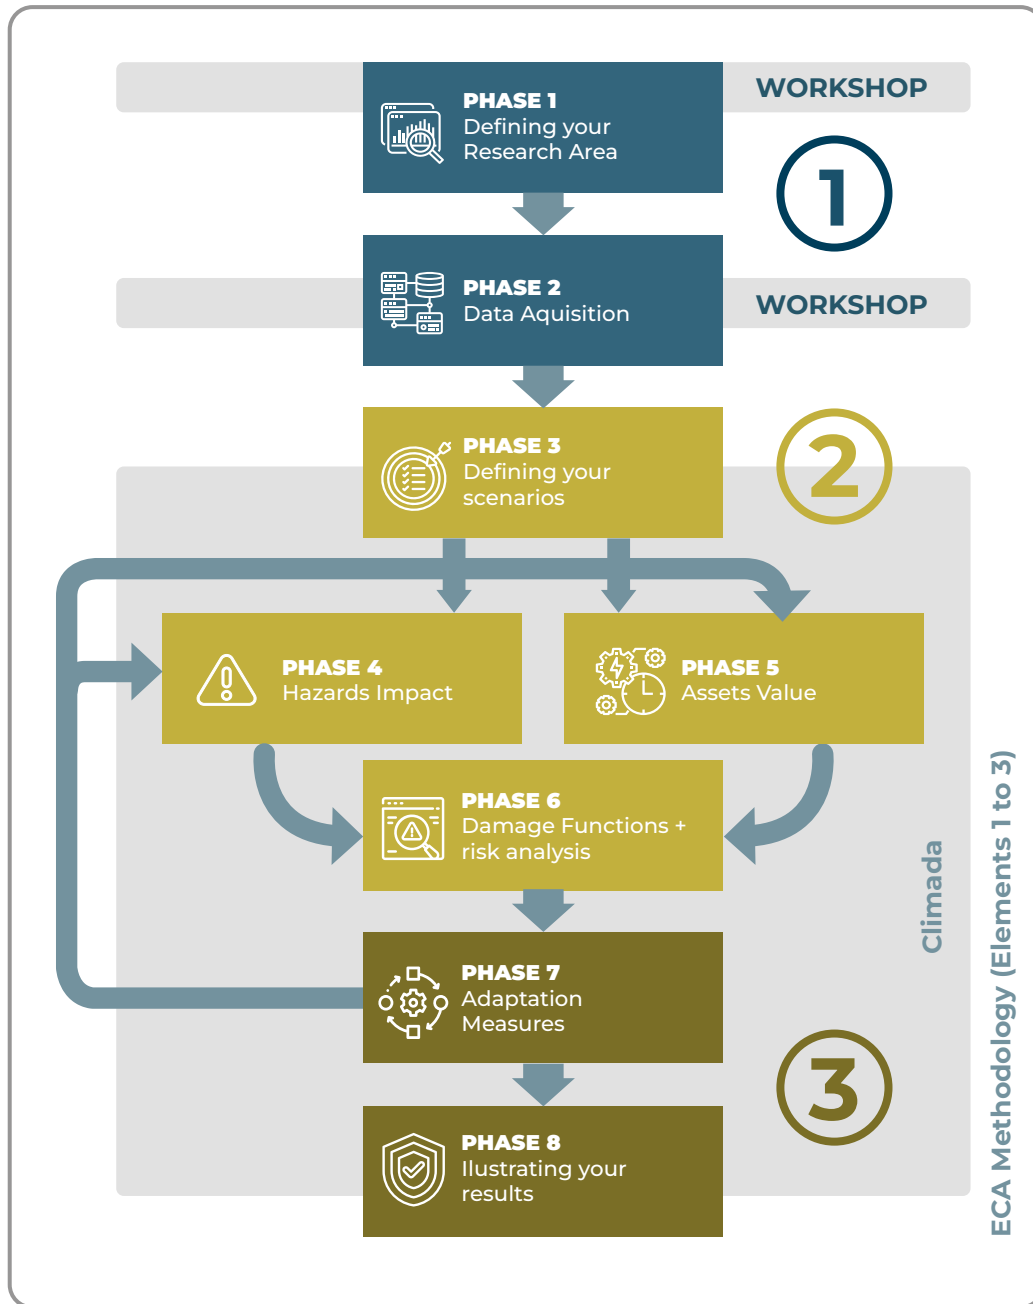 WORKSHOP
PHASE 1
Defining your
Research Area
1
PHASE 2
Data Aquisition
WORKSHOP
PHASE 3
Defining your
scenarios
2
PHASE 4
Hazards Impact
PHASE 5
Assets Value
PHASE 6
Damage Functions +
risk analysis
PHASE 7
Adaptation
Measures
3
PHASE 8
Ilustrating your
results
Climada
ECA Methodology (Elements 1 to 3)